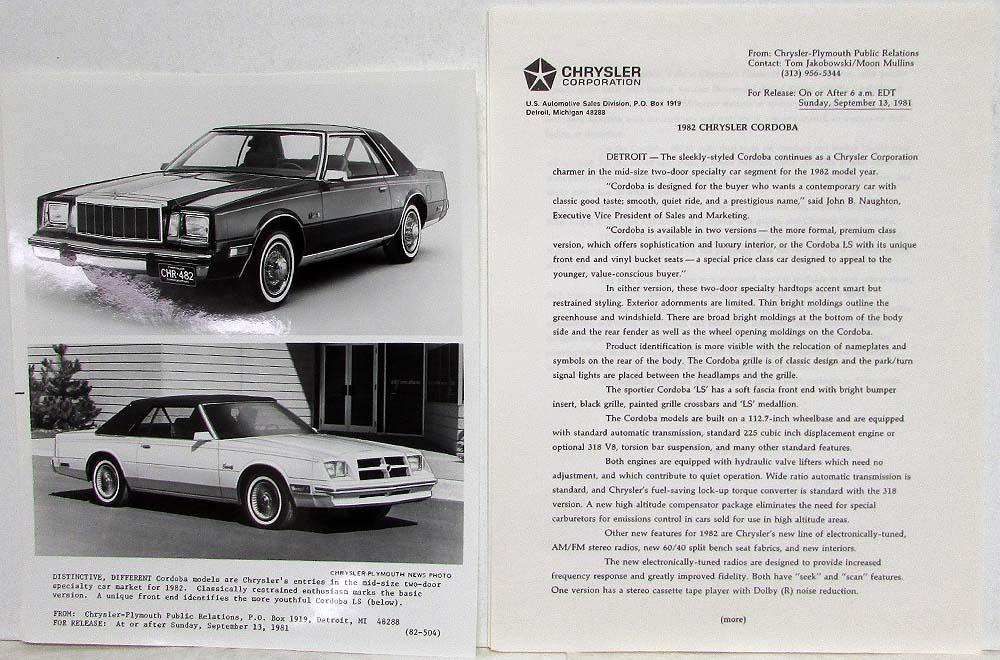 CHR·482
CHRYSLER-PLYMOUTH NEWS PHOTO
DISTINCTIVE, DIFFERENT Cordoba models are Chrysler's entries in the mid-size two-door
specialty car market for 1982. Classically restrained enthusiasm marks the basic
version. A unique front end identifies the more youthful Cordoba LS (below).
FROM: Chrysler-Plymouth Public Relations, P.O. Box 1919, Detroit, MI 48288
FOR RELEASE: At or after Sunday, September 13, 1981
(82-504)
CHRYSLER
CORPORATION
U.S. Automotive Sales Division, P.O. Box 1919
Detroit, Michigan 48288
From: Chrysler-Plymouth Public Relations
Contact: Tom Jakobowski/Moon Mullins
(313) 956-5344
For Release: On or After 6 a.m. EDT
Sunday, September 13, 1981
1982 CHRYSLER CORDOBA
DETROIT — The sleekly-styled Cordoba continues as a Chrysler Corporation
charmer in the mid-size two-door specialty car segment for the 1982 model year.
"Cordoba is designed for the buyer who wants a contemporary car with
classic good taste; smooth, quiet ride, and a prestigious name," said John B. Naughton,
Executive Vice President of Sales and Marketing.
"Cordoba is available in two versions — the more formal, premium class
version, which offers sophistication and luxury interior, or the Cordoba LS with its unique
front end and vinyl bucket seats — a special price class car designed to appeal to the
younger, value-conscious buyer."
In either version, these two-door specialty hardtops accent smart but
restrained styling. Exterior adornments are limited. Thin bright moldings outline the
greenhouse and windshield. There are broad bright moldings at the bottom of the body
side and the rear fender as well as the wheel opening moldings on the Cordoba.
Product identification is more visible with the relocation of nameplates and
symbols on the rear of the body. The Cordoba grille is of classic design and the park/turn
signal lights are placed between the headlamps and the grille.
The sportier Cordoba 'LS' has a soft fascia front end with bright bumper
insert, black grille, painted grille crossbars and 'LS' medallion.
The Cordoba models are built on a 112.7-inch wheelbase and are equipped
with standard automatic transmission, standard 225 cubic inch displacement engine or
optional 318 V8, torsion bar suspension, and many other standard features.
Both engines are equipped with hydraulic valve lifters which need no
adjustment, and which contribute to quiet operation. Wide ratio automatic transmission is
standard, and Chrysler's fuel-saving lock-up torque converter is standard with the 318
version. A new high altitude compensator package eliminates the need for special
carburetors for emissions control in cars sold for use in high altitude areas.
Other new features for 1982 are Chrysler's new line of electronically-tuned,
AM/FM stereo radios, new 60/40 split bench seat fabrics, and new interiors.
The new electronically-tuned radios are designed to provide increased
frequency response and greatly improved fidelity. Both have "seek" and "scan" features.
One version has a stereo cassette tape player with Dolby (R) noise reduction.
(more)